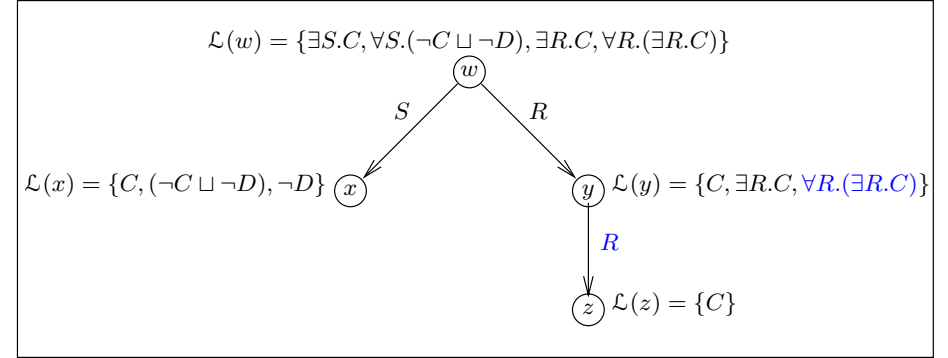 ℒ(w) = {∃S.C, ∀S.(¬C ⊔ ¬D), ∃R.C, ∀R.(∃R.C)}
w
S
R
ℒ(x) = {C, (¬C ⊔ ¬D), ¬D} x
y ℒ(y) = {C, ∃R.C, ∀R.(∃R.C)}
R
z ℒ(z) = {C}